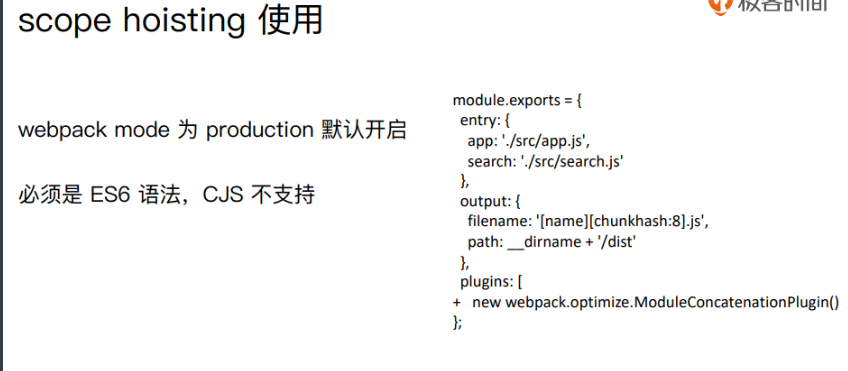 scope hoisting 使用
极客时间
webpack mode 为 production 默认开启
必须是 ES6 语法，CJS 不支持
module.exports = {
entry: {
app: './src/app.js',
search: './src/search.js'
},
output: {
filename: '[name][chunkhash:8].js',
path: __dirname + '/dist'
},
plugins: [
+ new webpack.optimize.ModuleConcatenationPlugin()
};